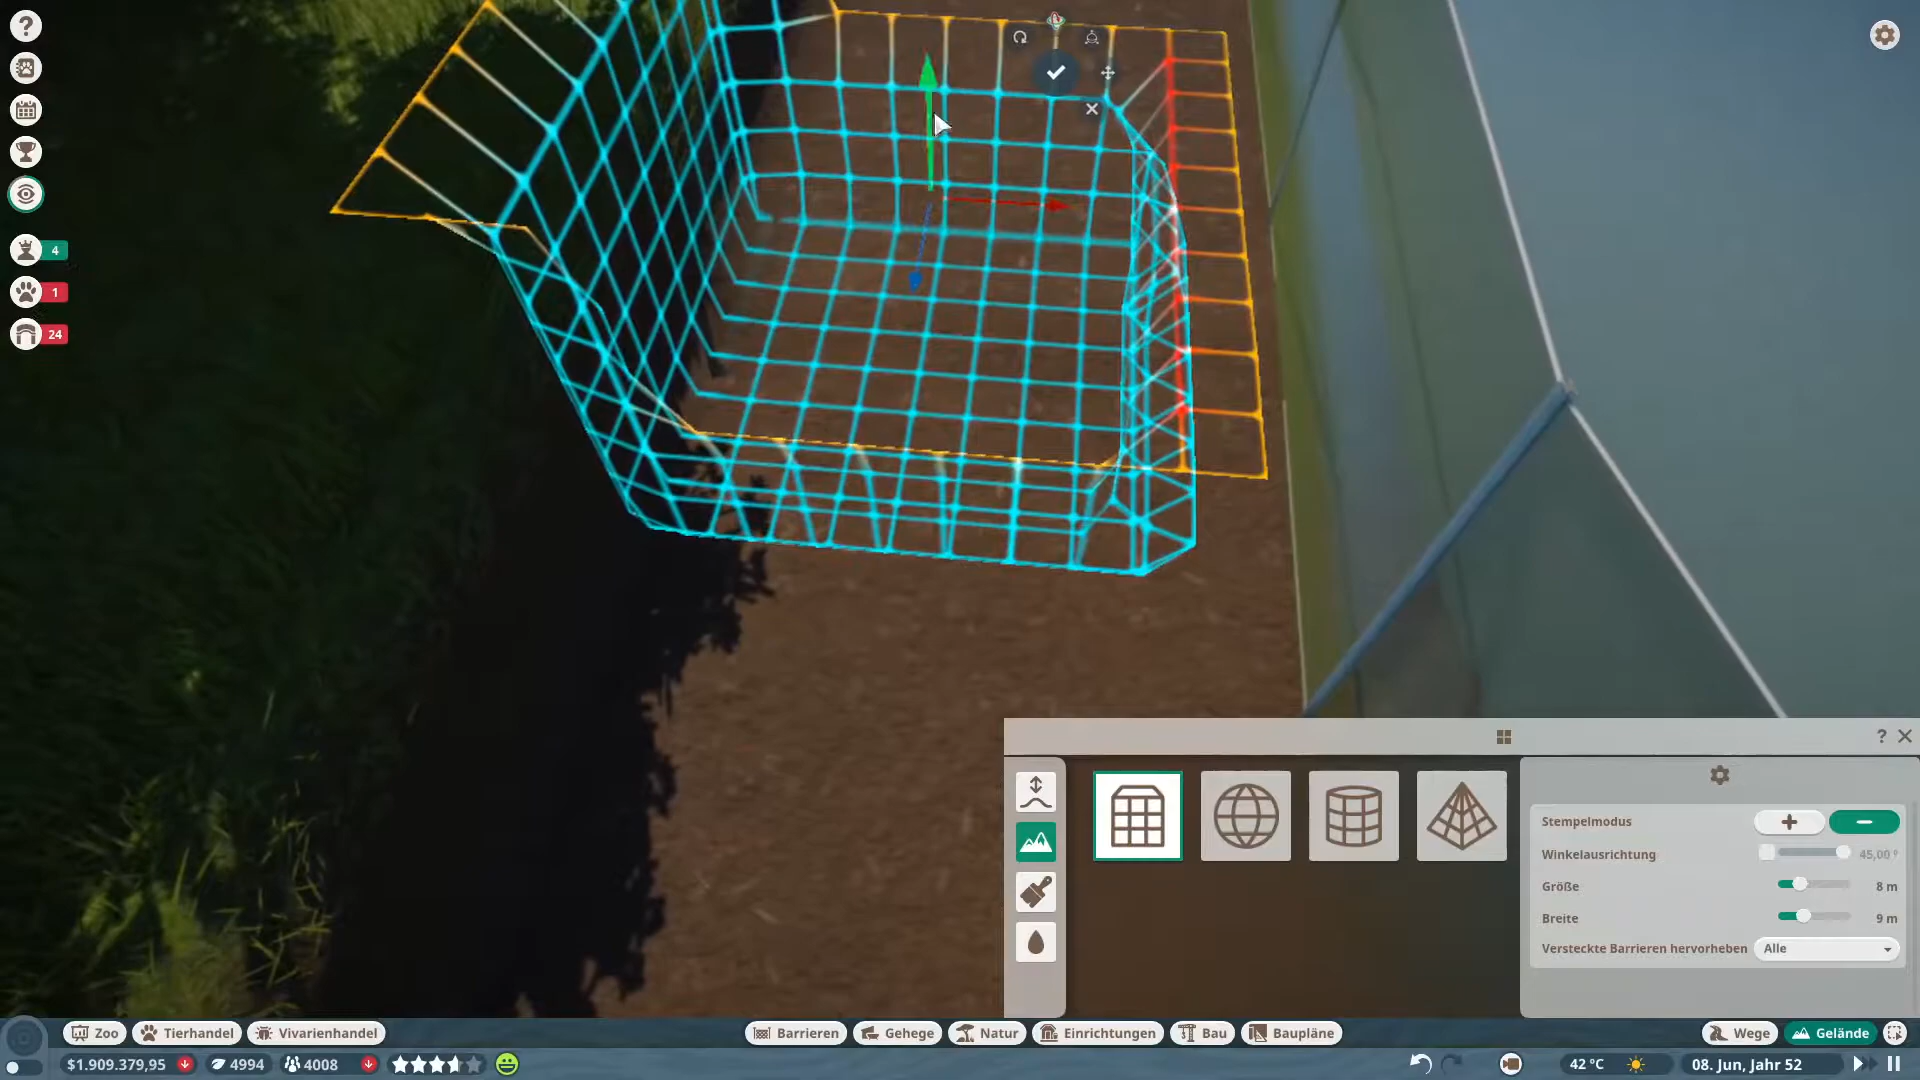 4
1
24
Stempelmodus
Winkelausrichtung 45,00 °
Größe 8 m
Breite 9 m
Versteckte Barrieren hervorheben Alle
Zoo Tierhandel Vivarienhandel Barrieren Gehege Natur Einrichtungen Bau Baupläne Wege Gelände
$1.909.379,95 4994 4008 42 °C 08. Jun, Jahr 52